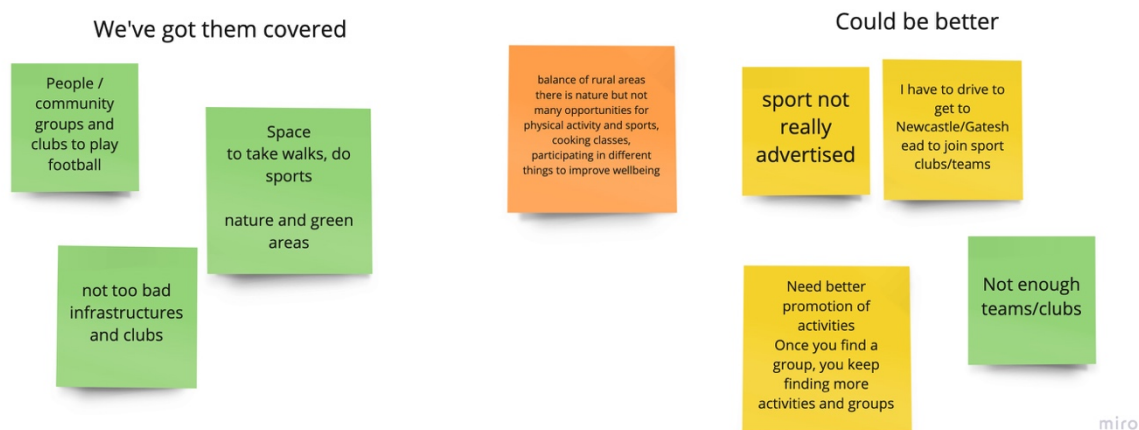 We've got them covered
People /
community
groups and
clubs to play
football
Space
to take walks, do
sports
nature and green
areas
not too bad
infrastructures
and clubs
balance of rural areas
there is nature but not
many opportunities for
physical activity and sports,
cooking classes,
participating in different
things to improve wellbeing
Could be better
sport not
really
advertised
I have to drive to
get to
Newcastle/Gatesh
ead to join sport
clubs/teams
Need better
promotion of
activities
Once you find a
group, you keep
finding more
activities and groups
Not enough
teams/clubs
miro